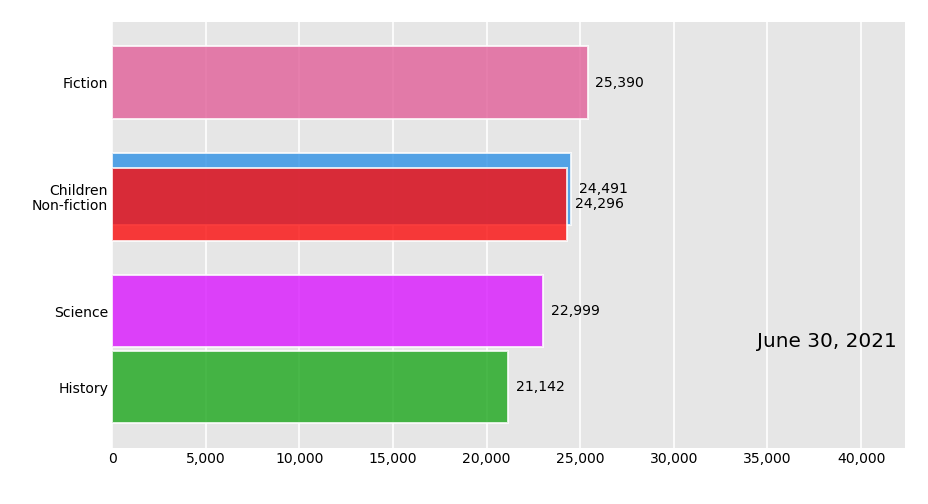 Fiction
25,390
Children
24,491
Non-fiction
24,296
Science
22,999
June 30, 2021
History
21,142
0 5,000 10,000 15,000 20,000 25,000 30,000 35,000 40,000